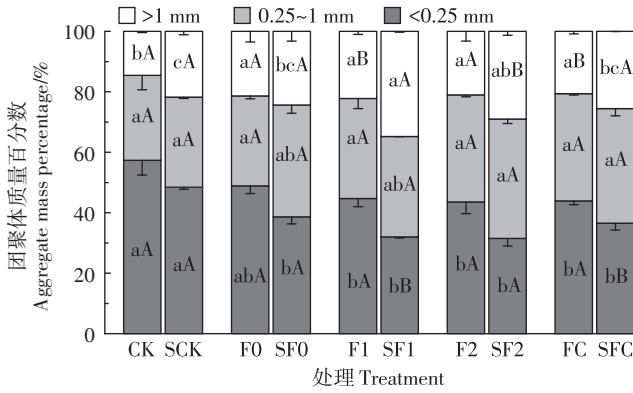 >1 mm 0.25~1 mm <0.25 mm
100
80
60
40
20
0
团聚体质量百分数
Aggregate mass percentage/%
bA cA aA bcA aB aA aA abB aB bcA
aA aA aA abA aA abA aA aA aA aA
aA aA abA bA bA bB bA bA bA bB
CK SCK F0 SF0 F1 SF1 F2 SF2 FC SFC
处理 Treatment